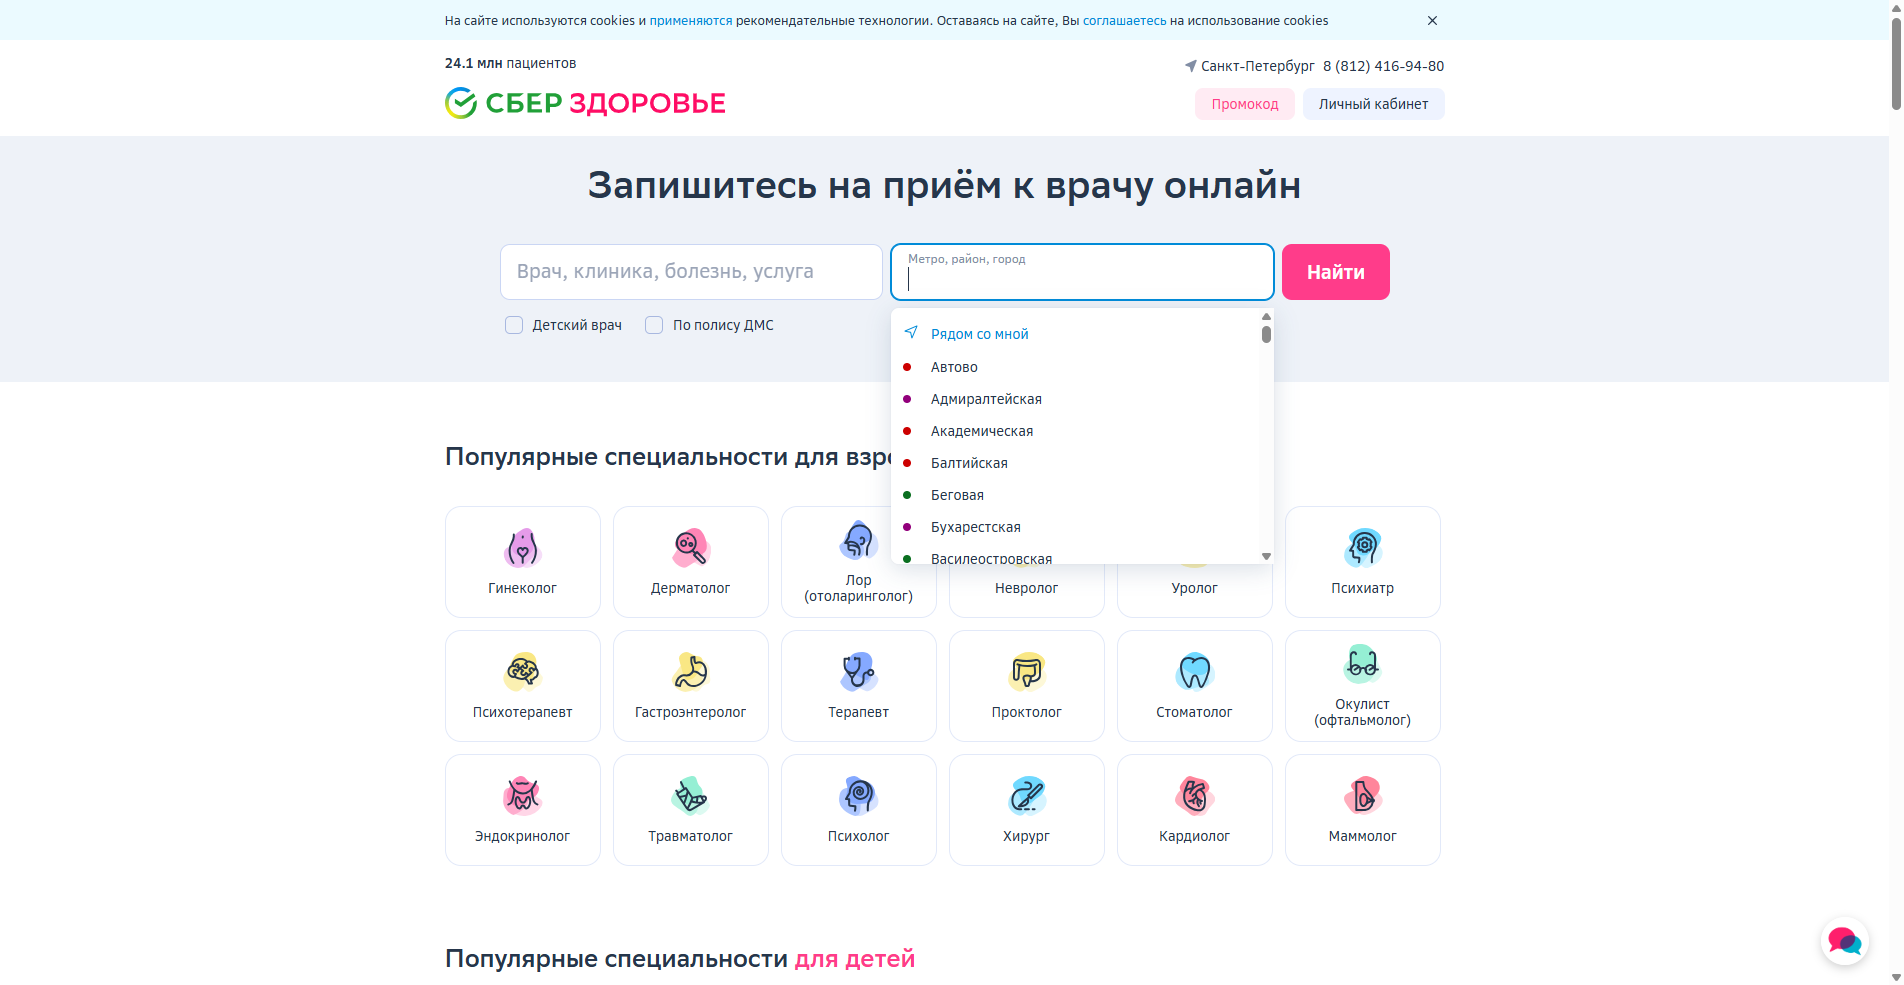 На сайте используются cookies и применяются рекомендательные технологии. Оставаясь на сайте, Вы соглашаетесь на использование cookies
24.1 млн пациентов
Санкт-Петербург 8 (812) 416-94-80
СБЕР ЗДОРОВЬЕ
Промокод
Личный кабинет
Запишитесь на приём к врачу онлайн
Врач, клиника, болезнь, услуга
Метро, район, город
Найти
Детский врач
По полису ДМС
Рядом со мной
Автово
Адмиралтейская
Академическая
Балтийская
Беговая
Бухарестская
Василеостровская
Популярные специальности для
Гинеколог
Дерматолог
Лор
(отоларинголог)
Невролог
Уролог
Психиатр
Психотерапевт
Гастроэнтеролог
Терапевт
Проктолог
Стоматолог
Окулист
(офтальмолог)
Эндокринолог
Травматолог
Психолог
Хирург
Кардиолог
Маммолог
Популярные специальности для детей